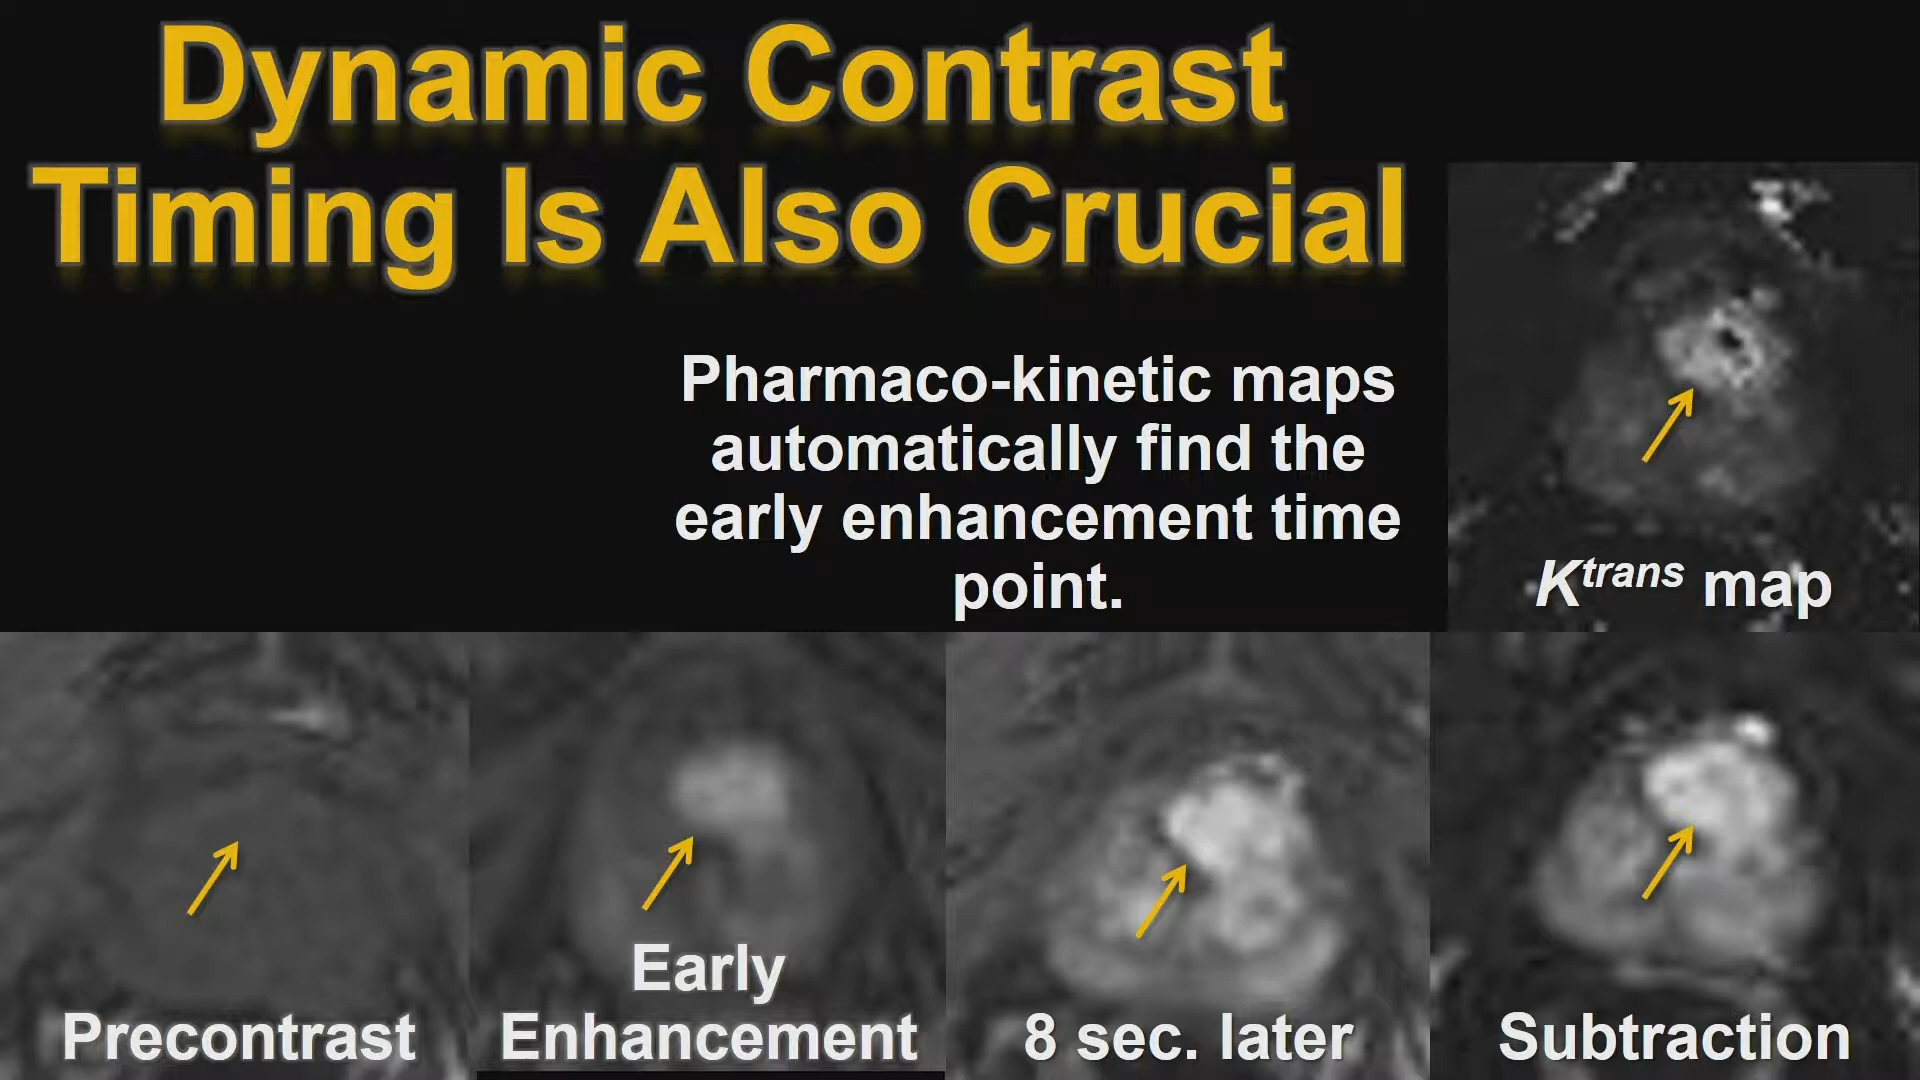 Dynamic Contrast
Timing Is Also Crucial
Pharmaco-kinetic maps
automatically find the
early enhancement time
point.
Ktrans map
Precontrast
Early
Enhancement
8 sec. later
Subtraction